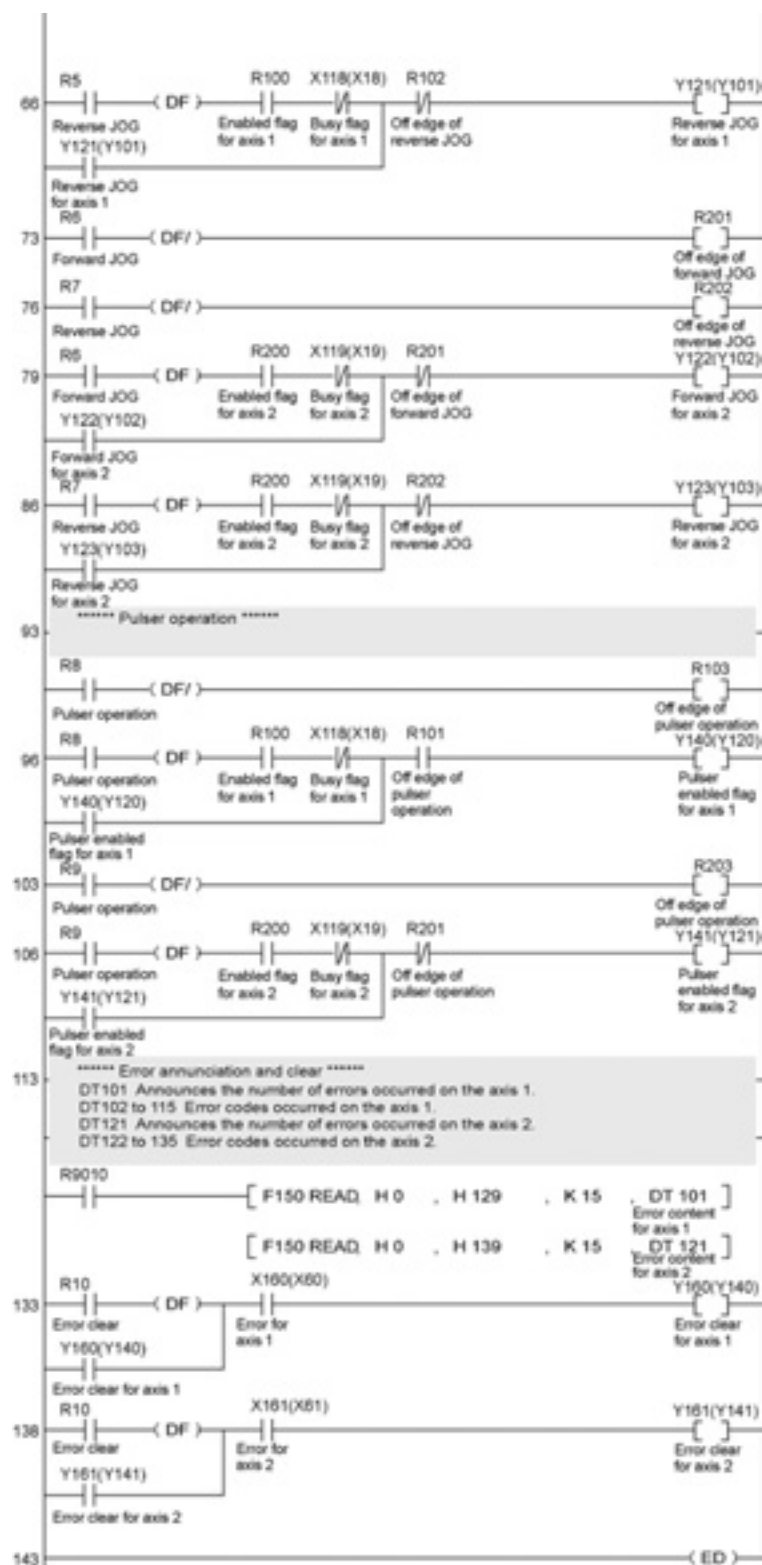 R5 R100 X118(X18) R102 Y121(Y101)
66 ( DF )
Reverse JOG Enabled flag for axis 1 Busy flag for axis 1 Off edge of reverse JOG Reverse JOG for axis 1
Y121(Y101)
Reverse JOG
for axis 1
R6 R201
73 ( DF/ )
Forward JOG Off edge of forward JOG
R7 R202
76 ( DF/ )
Reverse JOG Off edge of reverse JOG
R6 R200 X119(X19) R201 Y122(Y102)
79 ( DF )
Forward JOG Enabled flag for axis 2 Busy flag for axis 2 Off edge of forward JOG Forward JOG for axis 2
Y122(Y102)
Forward JOG
for axis 2
R7 R200 X119(X19) R202 Y123(Y103)
86 ( DF )
Reverse JOG Enabled flag for axis 2 Busy flag for axis 2 Off edge of reverse JOG Reverse JOG for axis 2
Y123(Y103)
Reverse JOG
for axis 2
93 ****** Pulser operation ******
R8 R103
( DF/ )
Pulser operation Off edge of pulser operation
R8 R100 X118(X18) R101 Y140(Y120)
96 ( DF )
Pulser operation Enabled flag for axis 1 Busy flag for axis 1 Off edge of pulser operation Pulser enabled flag for axis 1
Y140(Y120)
Pulser enabled
flag for axis 1
R9 R203
103 ( DF/ )
Pulser operation Off edge of pulser operation
R9 R200 X119(X19) R201 Y141(Y121)
106 ( DF )
Pulser operation Enabled flag for axis 2 Busy flag for axis 2 Off edge of pulser operation Pulser enabled flag for axis 2
Y141(Y121)
Pulser enabled
flag for axis 2
113 ****** Error annunciation and clear ******
DT101 Announces the number of errors occurred on the axis 1.
DT102 to 115 Error codes occurred on the axis 1.
DT121 Announces the number of errors occurred on the axis 2.
DT122 to 135 Error codes occurred on the axis 2.
R9010
[ F150 READ, H 0 , H 129 , K 15 , DT 101 ]
Error content
for axis 1
[ F150 READ, H 0 , H 139 , K 15 , DT 121 ]
Error content
for axis 2
R10 X160(X60) Y160(Y140)
133 ( DF )
Error clear Error for axis 1 Error clear for axis 1
Y160(Y140)
Error clear for axis 1
R10 X161(X61) Y161(Y141)
138 ( DF )
Error clear Error for axis 2 Error clear for axis 2
Y161(Y141)
Error clear for axis 2
143 ( ED )